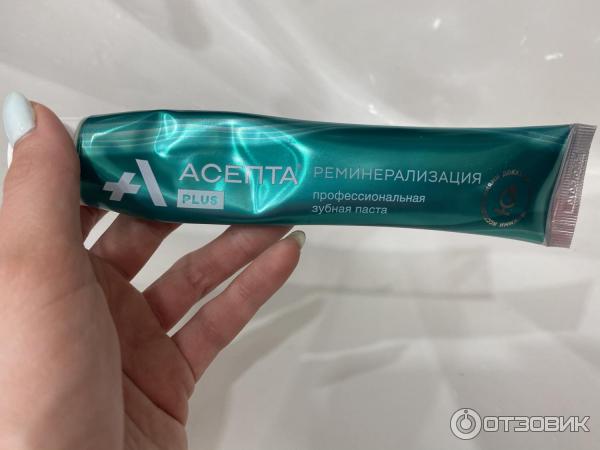 АСЕПТА®
PLUS
РЕМИНЕРАЛИЗАЦИЯ
профессиональная
зубная паста
ОТЗОВИК